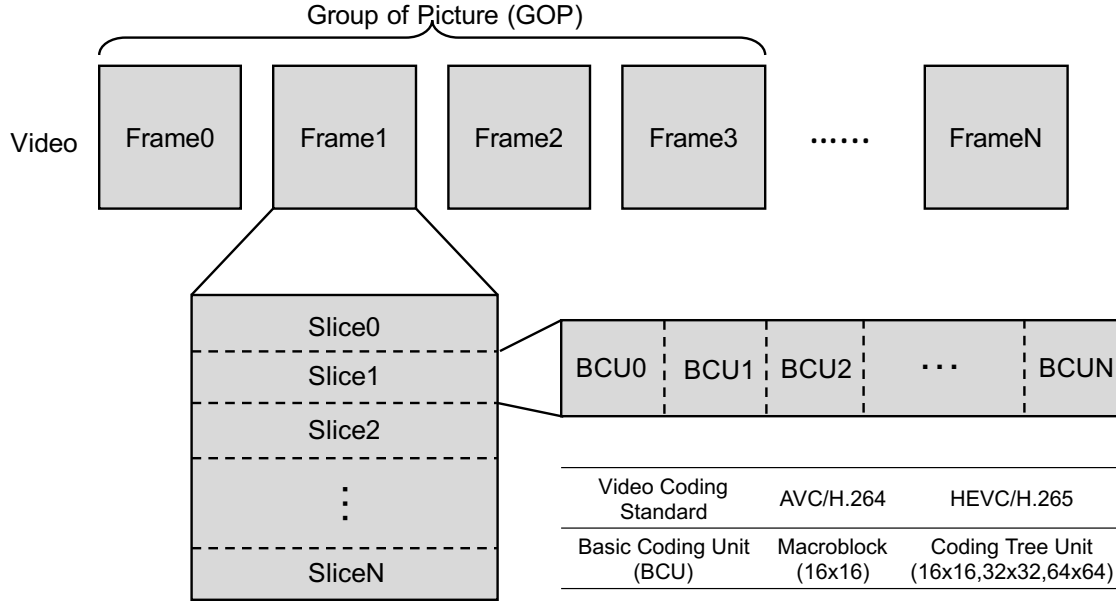 Group of Picture (GOP)
Video
Frame0
Frame1
Frame2
Frame3
......
FrameN
Slice0
Slice1
Slice2
⋮
SliceN
BCU0
BCU1
BCU2
...
BCUN
Video Coding
Standard
AVC/H.264
HEVC/H.265
Basic Coding Unit
(BCU)
Macroblock
(16x16)
Coding Tree Unit
(16x16,32x32,64x64)